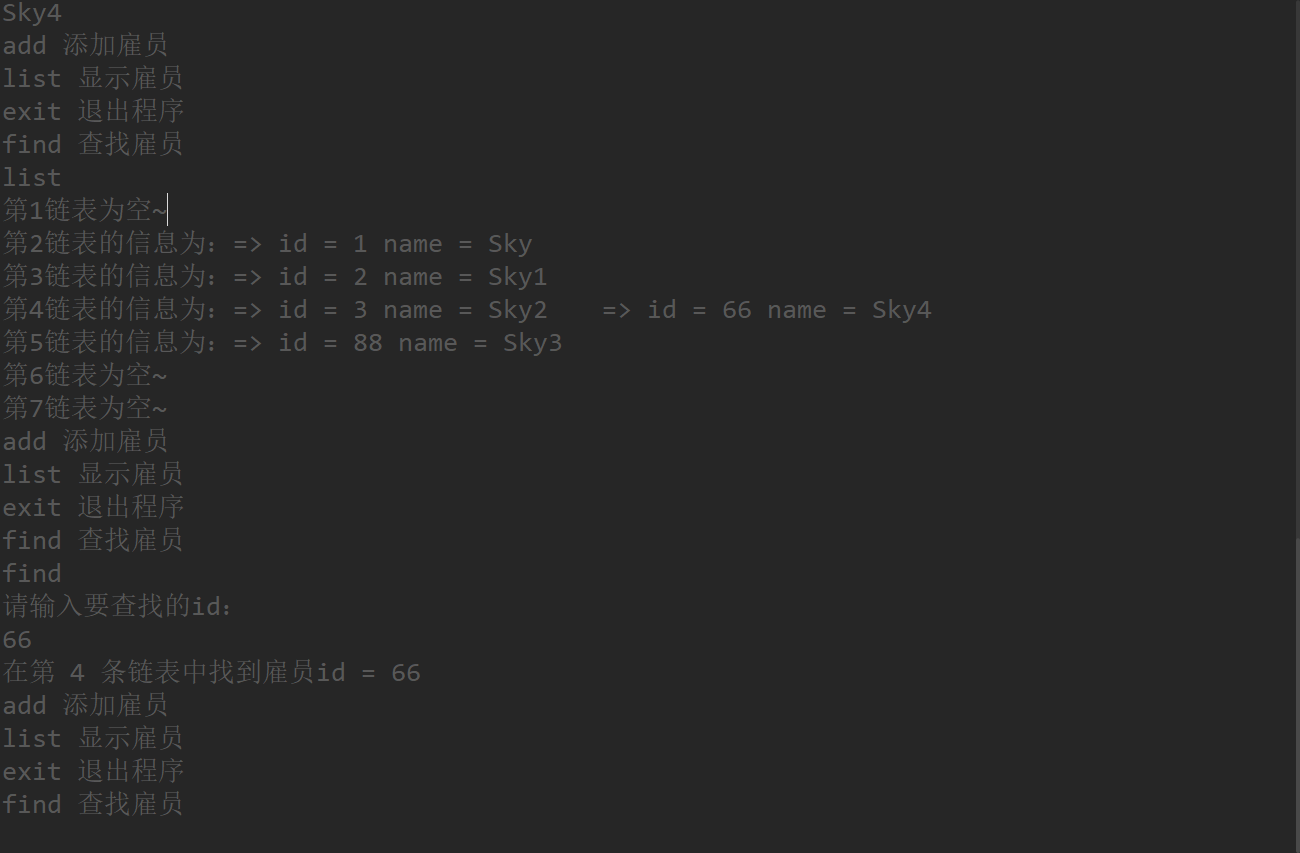 Sky4
add 添加雇员
list 显示雇员
exit 退出程序
find 查找雇员
list
第1链表为空~
第2链表的信息为：=> id = 1 name = Sky
第3链表的信息为：=> id = 2 name = Sky1
第4链表的信息为：=> id = 3 name = Sky2    => id = 66 name = Sky4
第5链表的信息为：=> id = 88 name = Sky3
第6链表为空~
第7链表为空~
add 添加雇员
list 显示雇员
exit 退出程序
find 查找雇员
find
请输入要查找的id：
66
在第 4 条链表中找到雇员id = 66
add 添加雇员
list 显示雇员
exit 退出程序
find 查找雇员